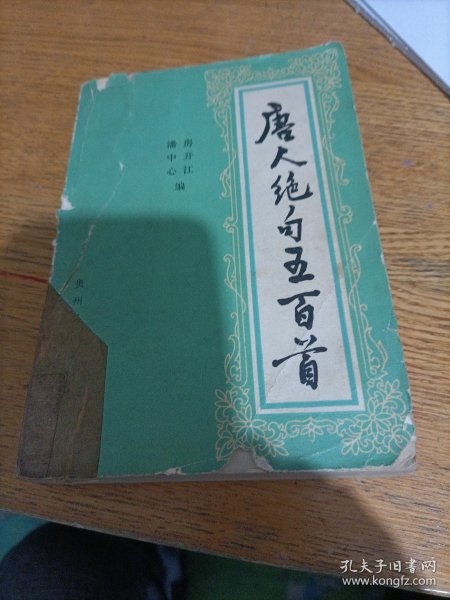 唐人绝句五百首
房开江
潘中心 编
贵州
孔夫子旧书网
www.kongfz.com